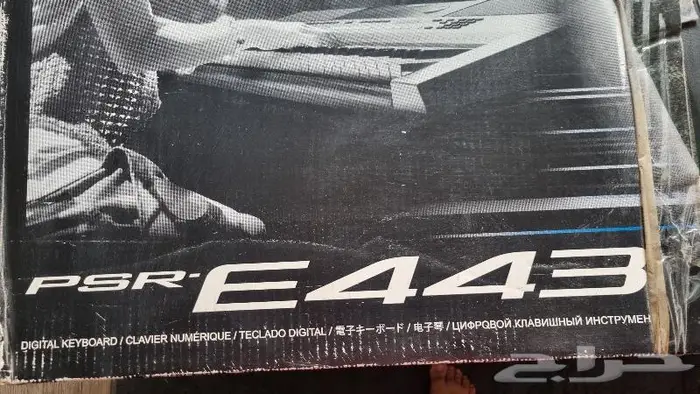 PSR-E443
DIGITAL KEYBOARD / CLAVIER NUMÉRIQUE / TECLADO DIGITAL / 電子キーボード / 电子琴 / ЦИФРОВОЙ КЛАВИШНЫЙ ИНСТРУМЕН
حراج